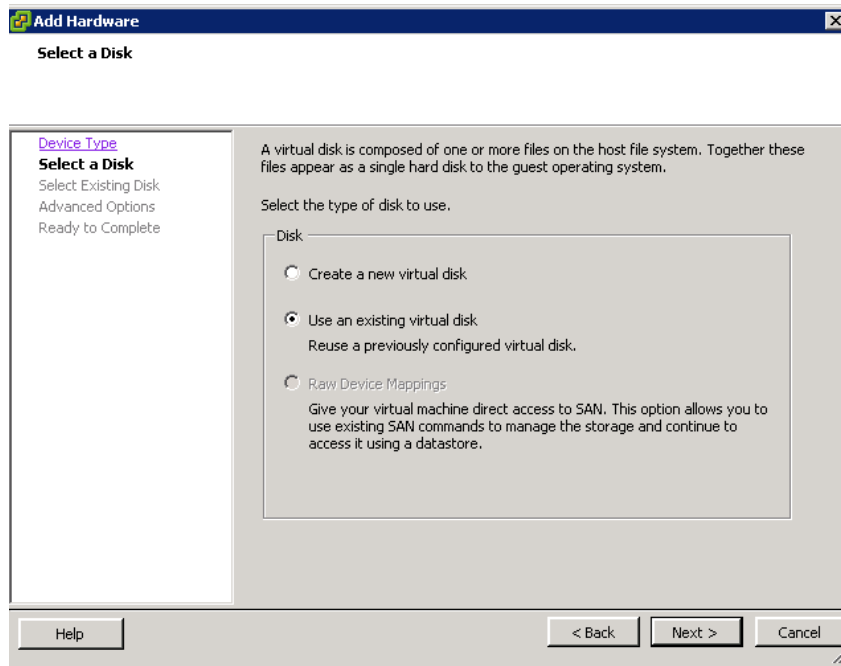 Add Hardware
Select a Disk
Device Type
Select a Disk
Select Existing Disk
Advanced Options
Ready to Complete
A virtual disk is composed of one or more files on the host file system. Together these
files appear as a single hard disk to the guest operating system.
Select the type of disk to use.
Disk
Create a new virtual disk
Use an existing virtual disk
Reuse a previously configured virtual disk.
Raw Device Mappings
Give your virtual machine direct access to SAN. This option allows you to
use existing SAN commands to manage the storage and continue to
access it using a datastore.
Help
< Back
Next >
Cancel